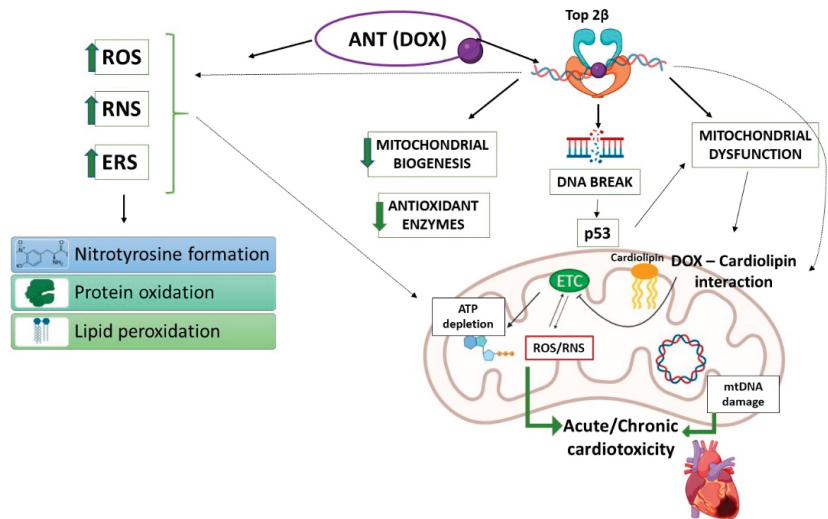 Top 2β
ANT (DOX)
ROS
RNS
ERS
MITOCHONDRIAL
BIOGENESIS
ANTIOXIDANT
ENZYMES
DNA BREAK
p53
MITOCHONDRIAL
DYSFUNCTION
Nitrotyrosine formation
Protein oxidation
Lipid peroxidation
Cardiolipin
DOX – Cardiolipin
interaction
ETC
ATP
depletion
ROS/RNS
mtDNA
damage
Acute/Chronic
cardiotoxicity